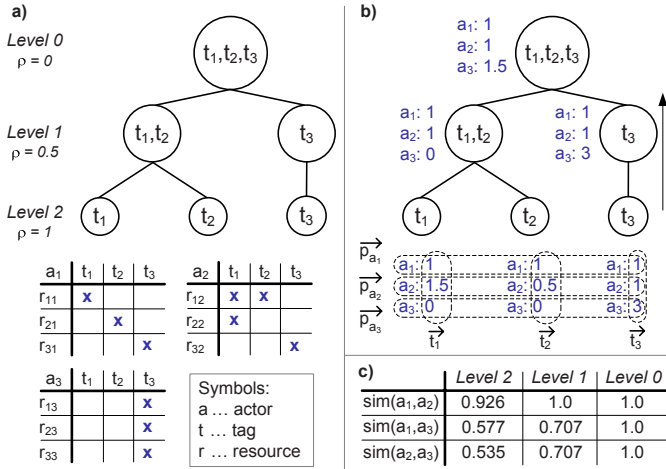 a)
Level 0
ρ = 0
t1,t2,t3
Level 1
ρ = 0.5
t1,t2
t3
Level 2
ρ = 1
t1
t2
t3
a1 t1 t2 t3
r11 x
r21 x
r31 x
a2 t1 t2 t3
r12 x x
r22 x
r32 x
a3 t1 t2 t3
r13 x
r23 x
r33 x
Symbols:
a ... actor
t ... tag
r ... resource
b)
a1: 1
a2: 1
a3: 1.5
t1,t2,t3
a1: 1
a2: 1
a3: 0
t1,t2
a1: 1
a2: 1
a3: 3
t3
t1
t2
t3
pa1 a1: 1 a1: 1 a1: 1
pa2 a2: 1.5 a2: 0.5 a2: 1
pa3 a3: 0 a3: 0 a3: 3
t1 t2 t3
c) Level 2 Level 1 Level 0
sim(a1,a2) 0.926 1.0 1.0
sim(a1,a3) 0.577 0.707 1.0
sim(a2,a3) 0.535 0.707 1.0